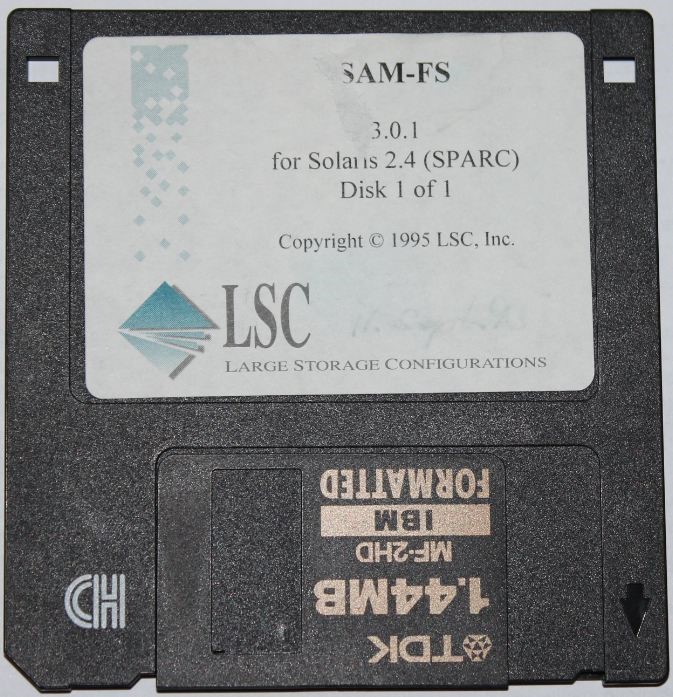 SAM-FS
3.0.1
for Solaris 2.4 (SPARC)
Disk 1 of 1
Copyright © 1995 LSC, Inc.
LSC
LARGE STORAGE CONFIGURATIONS
FORMATTED
IBM
MF-2HD
1.44MB
TDK
HD